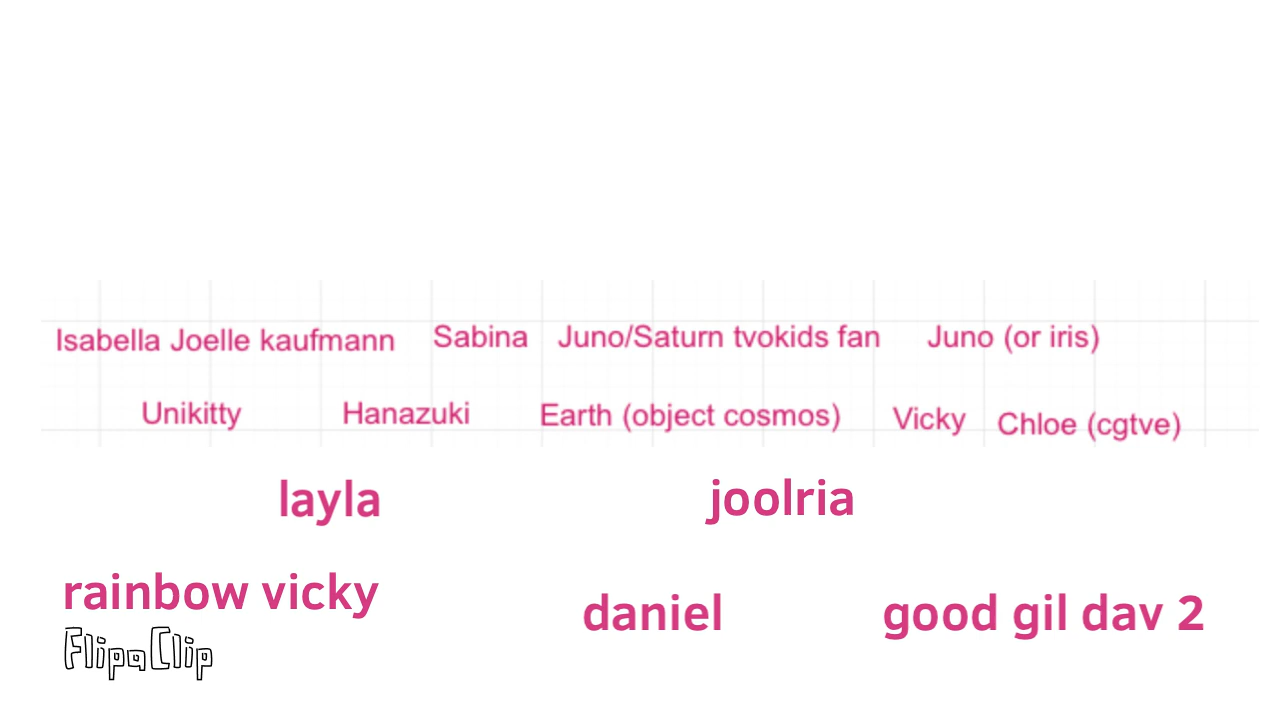 Isabella Joelle kaufmann Sabina Juno/Saturn tvokids fan Juno (or iris)
Unikitty Hanazuki Earth (object cosmos) Vicky Chloe (cgtve)
layla joolria
rainbow vicky daniel good gil dav 2
FlipaClip